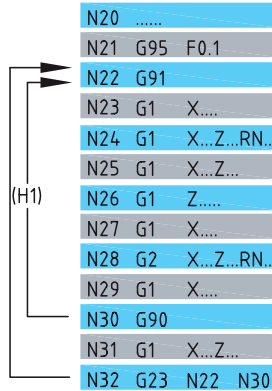 N20 ......
N21 G95 F0.1
N22 G91
N23 G1 X....
N24 G1 X...Z...RN..
N25 G1 X...Z...
N26 G1 Z.....
(H1)
N27 G1 X....
N28 G2 X...Z...RN..
N29 G1 X....
N30 G90
N31 G1 X...Z...
N32 G23 N22 N30